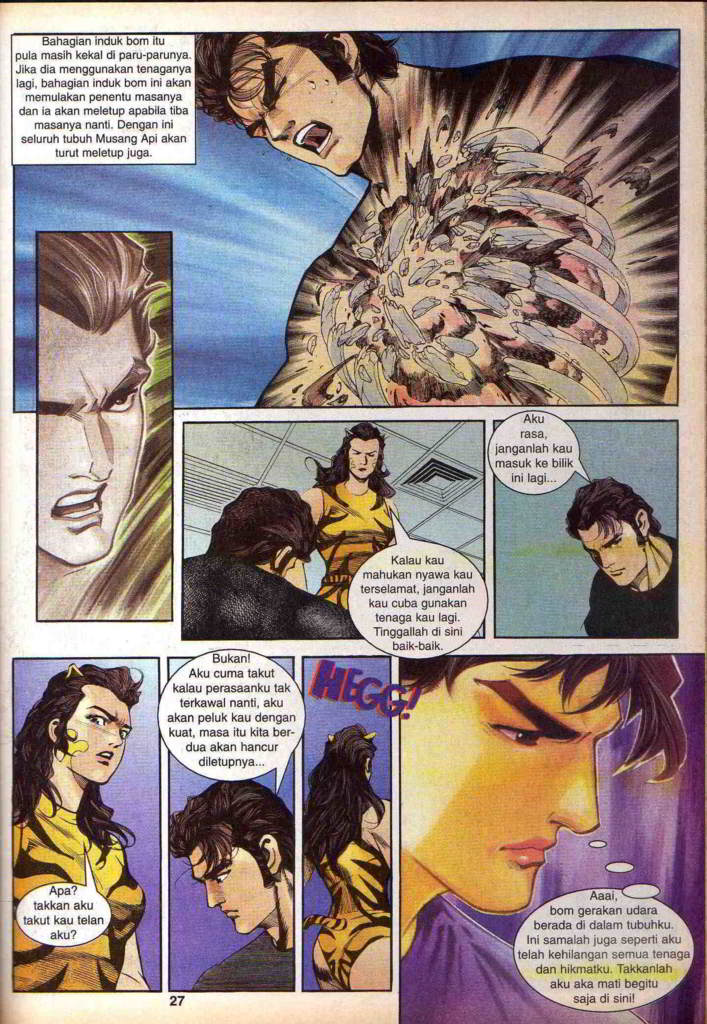 Bahagian induk bom itu
pula masih kekal di paru-parunya.
Jika dia menggunakan tenaganya
lagi, bahagian induk bom ini akan
memulakan penentu masanya
dan ia akan meletup apabila tiba
masanya nanti. Dengan ini
seluruh tubuh Musang Api akan
turut meletup juga.
Kalau kau
mahukan nyawa kau
terselamat, janganlah
kau cuba gunakan
tenaga kau lagi.
Tinggallah di sini
baik-baik.
Aku
rasa,
janganlah kau
masuk ke bilik
ini lagi...
Apa?
takkan aku
takut kau telan
aku?
Bukan!
Aku cuma takut
kalau perasaanku tak
terkawal nanti, aku
akan peluk kau dengan
kuat, masa itu kita ber-
dua akan hancur
diletupnya...
HEGG!
Aaai,
bom gerakan udara
berada di dalam tubuhku.
Ini samalah juga seperti aku
telah kehilangan semua tenaga
dan hikmatku. Takkanlah
aku aka mati begitu
saja di sini!
27